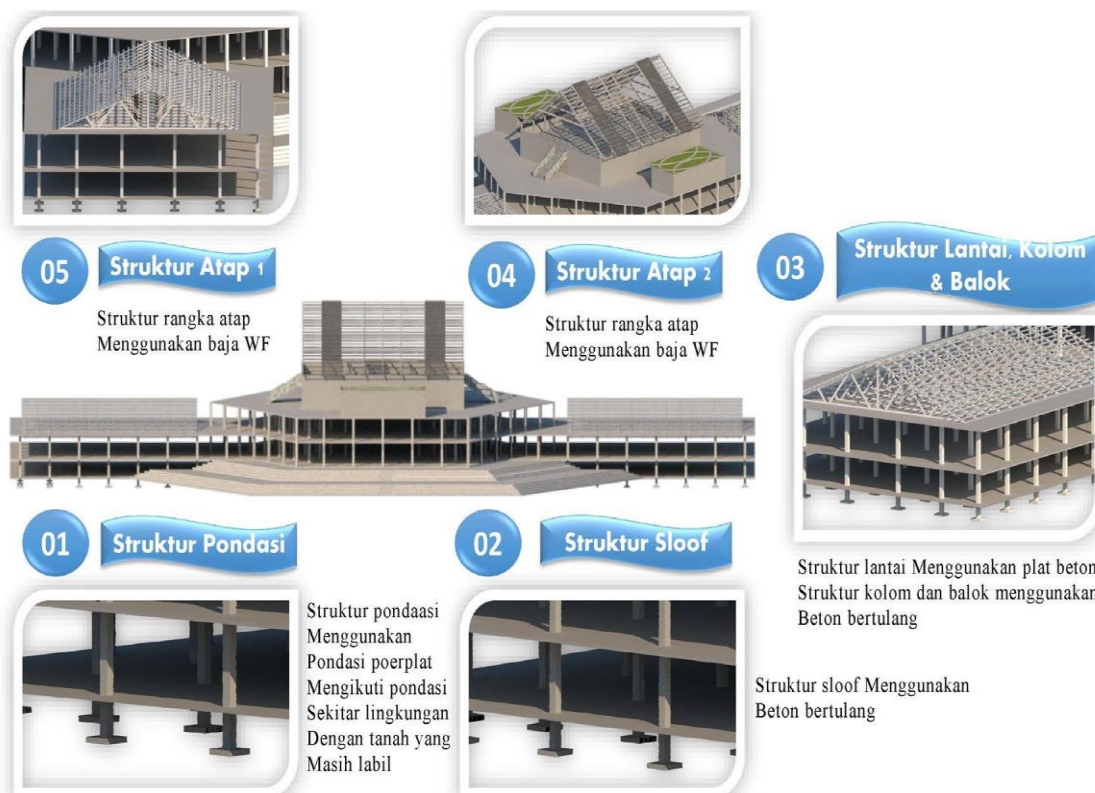 05
Struktur Atap 1
Struktur rangka atap
Menggunakan baja WF
04
Struktur Atap 2
Struktur rangka atap
Menggunakan baja WF
03
Struktur Lantai, Kolom
& Balok
Struktur lantai Menggunakan plat beton
Struktur kolom dan balok menggunakan
Beton bertulang
01
Struktur Pondasi
Struktur pondaasi
Menggunakan
Pondasi poerplat
Mengikuti pondasi
Sekitar lingkungan
Dengan tanah yang
Masih labil
02
Struktur Sloof
Struktur sloof Menggunakan
Beton bertulang